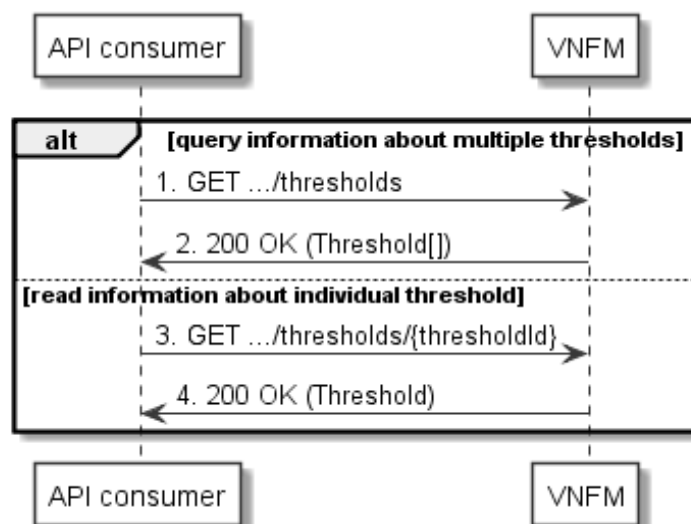 API consumer
VNFM
alt
[query information about multiple thresholds]
1. GET .../thresholds
2. 200 OK (Threshold[])
[read information about individual threshold]
3. GET .../thresholds/{thresholdId}
4. 200 OK (Threshold)
API consumer
VNFM